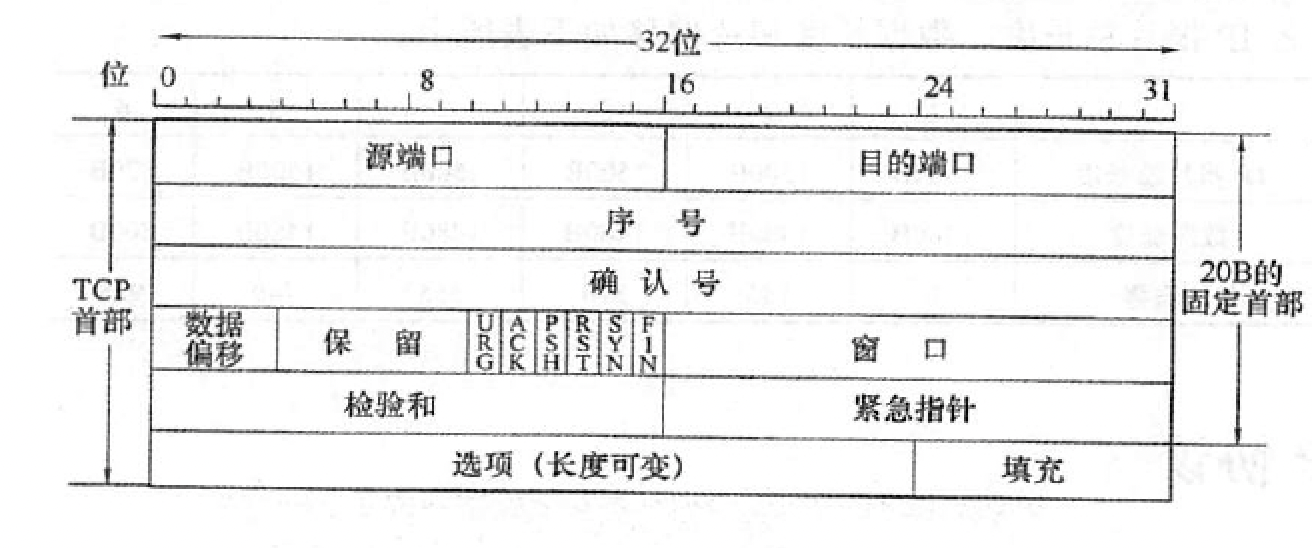 32位
位 0 8 16 24 31
源端口 目的端口
序 号
确 认 号
TCP
首部
20B的
固定首部
数据
偏移
保 留
URG
ACK
PSH
RST
SYN
FIN
窗 口
检验和 紧急指针
选项（长度可变） 填充